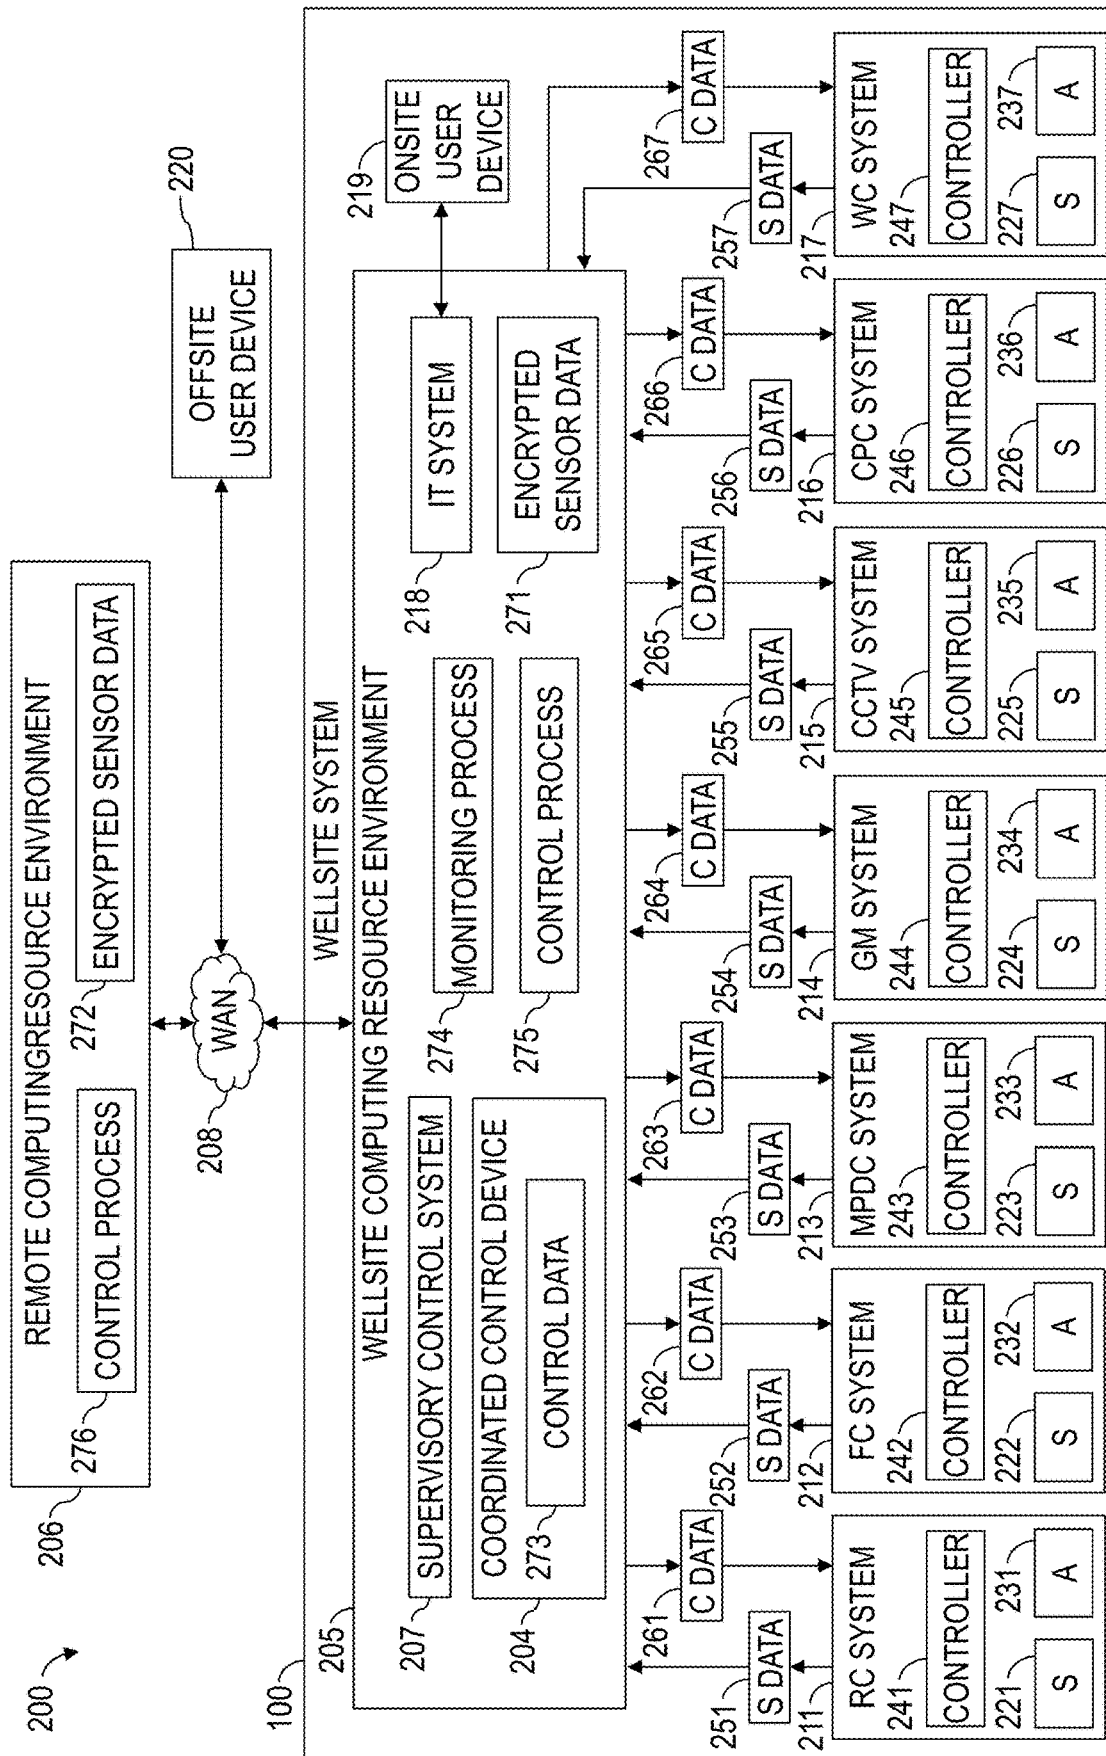 200
REMOTE COMPUTINGRESOURCE ENVIRONMENT
206
276
CONTROL PROCESS
272
ENCRYPTED SENSOR DATA
208
WAN
220
OFFSITE
USER DEVICE
100
WELLSITE SYSTEM
205
WELLSITE COMPUTING RESOURCE ENVIRONMENT
219
ONSITE
USER
DEVICE
207
SUPERVISORY CONTROL SYSTEM
204
COORDINATED CONTROL DEVICE
273
CONTROL DATA
274
MONITORING PROCESS
275
CONTROL PROCESS
218
IT SYSTEM
271
ENCRYPTED
SENSOR DATA
261
C DATA
262
C DATA
263
C DATA
264
C DATA
265
C DATA
266
C DATA
267
C DATA
251
S DATA
252
S DATA
253
S DATA
254
S DATA
255
S DATA
256
S DATA
257
S DATA
211
RC SYSTEM
241
CONTROLLER
221
S
231
A
212
FC SYSTEM
242
CONTROLLER
222
S
232
A
213
MPDC SYSTEM
243
CONTROLLER
223
S
233
A
214
GM SYSTEM
244
CONTROLLER
224
S
234
A
215
CCTV SYSTEM
245
CONTROLLER
225
S
235
A
216
CPC SYSTEM
246
CONTROLLER
226
S
236
A
217
WC SYSTEM
247
CONTROLLER
227
S
237
A